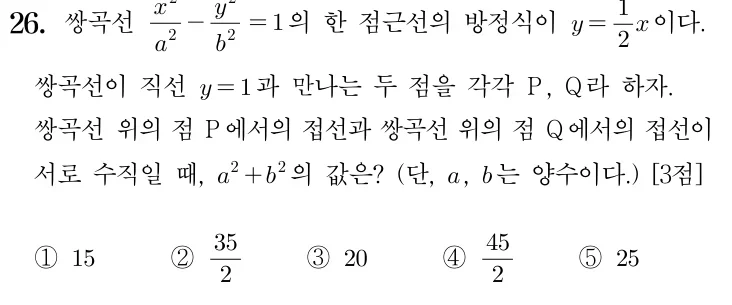 26. 쌍곡선 x²/a² − y²/b² = 1의 한 점근선의 방정식이 y = 1/2 x이다.
쌍곡선이 직선 y=1과 만나는 두 점을 각각 P, Q라 하자.
쌍곡선 위의 점 P에서의 접선과 쌍곡선 위의 점 Q에서의 접선이
서로 수직일 때, a²+b²의 값은? (단, a, b는 양수이다.) [3점]
① 15 ② 35/2 ③ 20 ④ 45/2 ⑤ 25